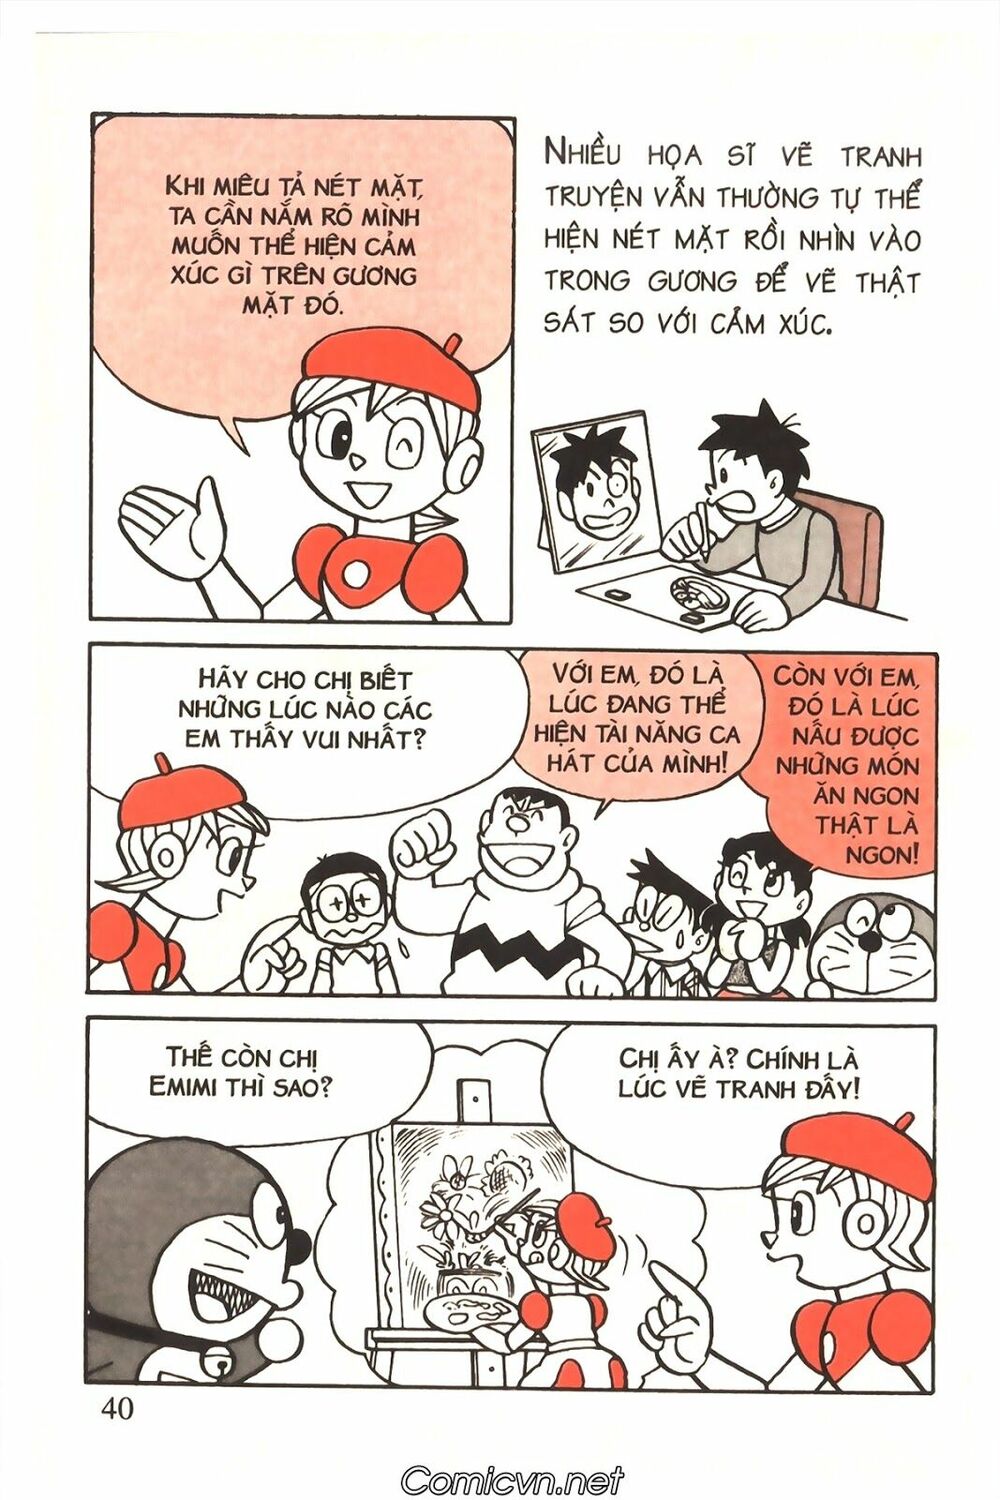 KHI MIÊU TẢ NÉT MẶT,
TA CẦN NẮM RÕ MÌNH
MUỐN THỂ HIỆN CẢM
XÚC GÌ TRÊN GƯƠNG
MẶT ĐÓ.
NHIỀU HỌA SĨ VẼ TRANH
TRUYỆN VẪN THƯỜNG TỰ THỂ
HIỆN NÉT MẶT RỒI NHÌN VÀO
TRONG GƯƠNG ĐỂ VẼ THẬT
SÁT SO VỚI CẢM XÚC.
HÃY CHO CHỊ BIẾT
NHỮNG LÚC NÀO CÁC
EM THẤY VUI NHẤT?
VỚI EM, ĐÓ LÀ
LÚC ĐANG THỂ
HIỆN TÀI NĂNG CA
HÁT CỦA MÌNH!
CÒN VỚI EM,
ĐÓ LÀ LÚC
NẤU ĐƯỢC
NHỮNG MÓN
ĂN NGON
THẬT LÀ
NGON!
THẾ CÒN CHỊ
EMIMI THÌ SAO?
CHỊ ẤY À? CHÍNH LÀ
LÚC VẼ TRANH ĐẤY!
40
Comicvn.net